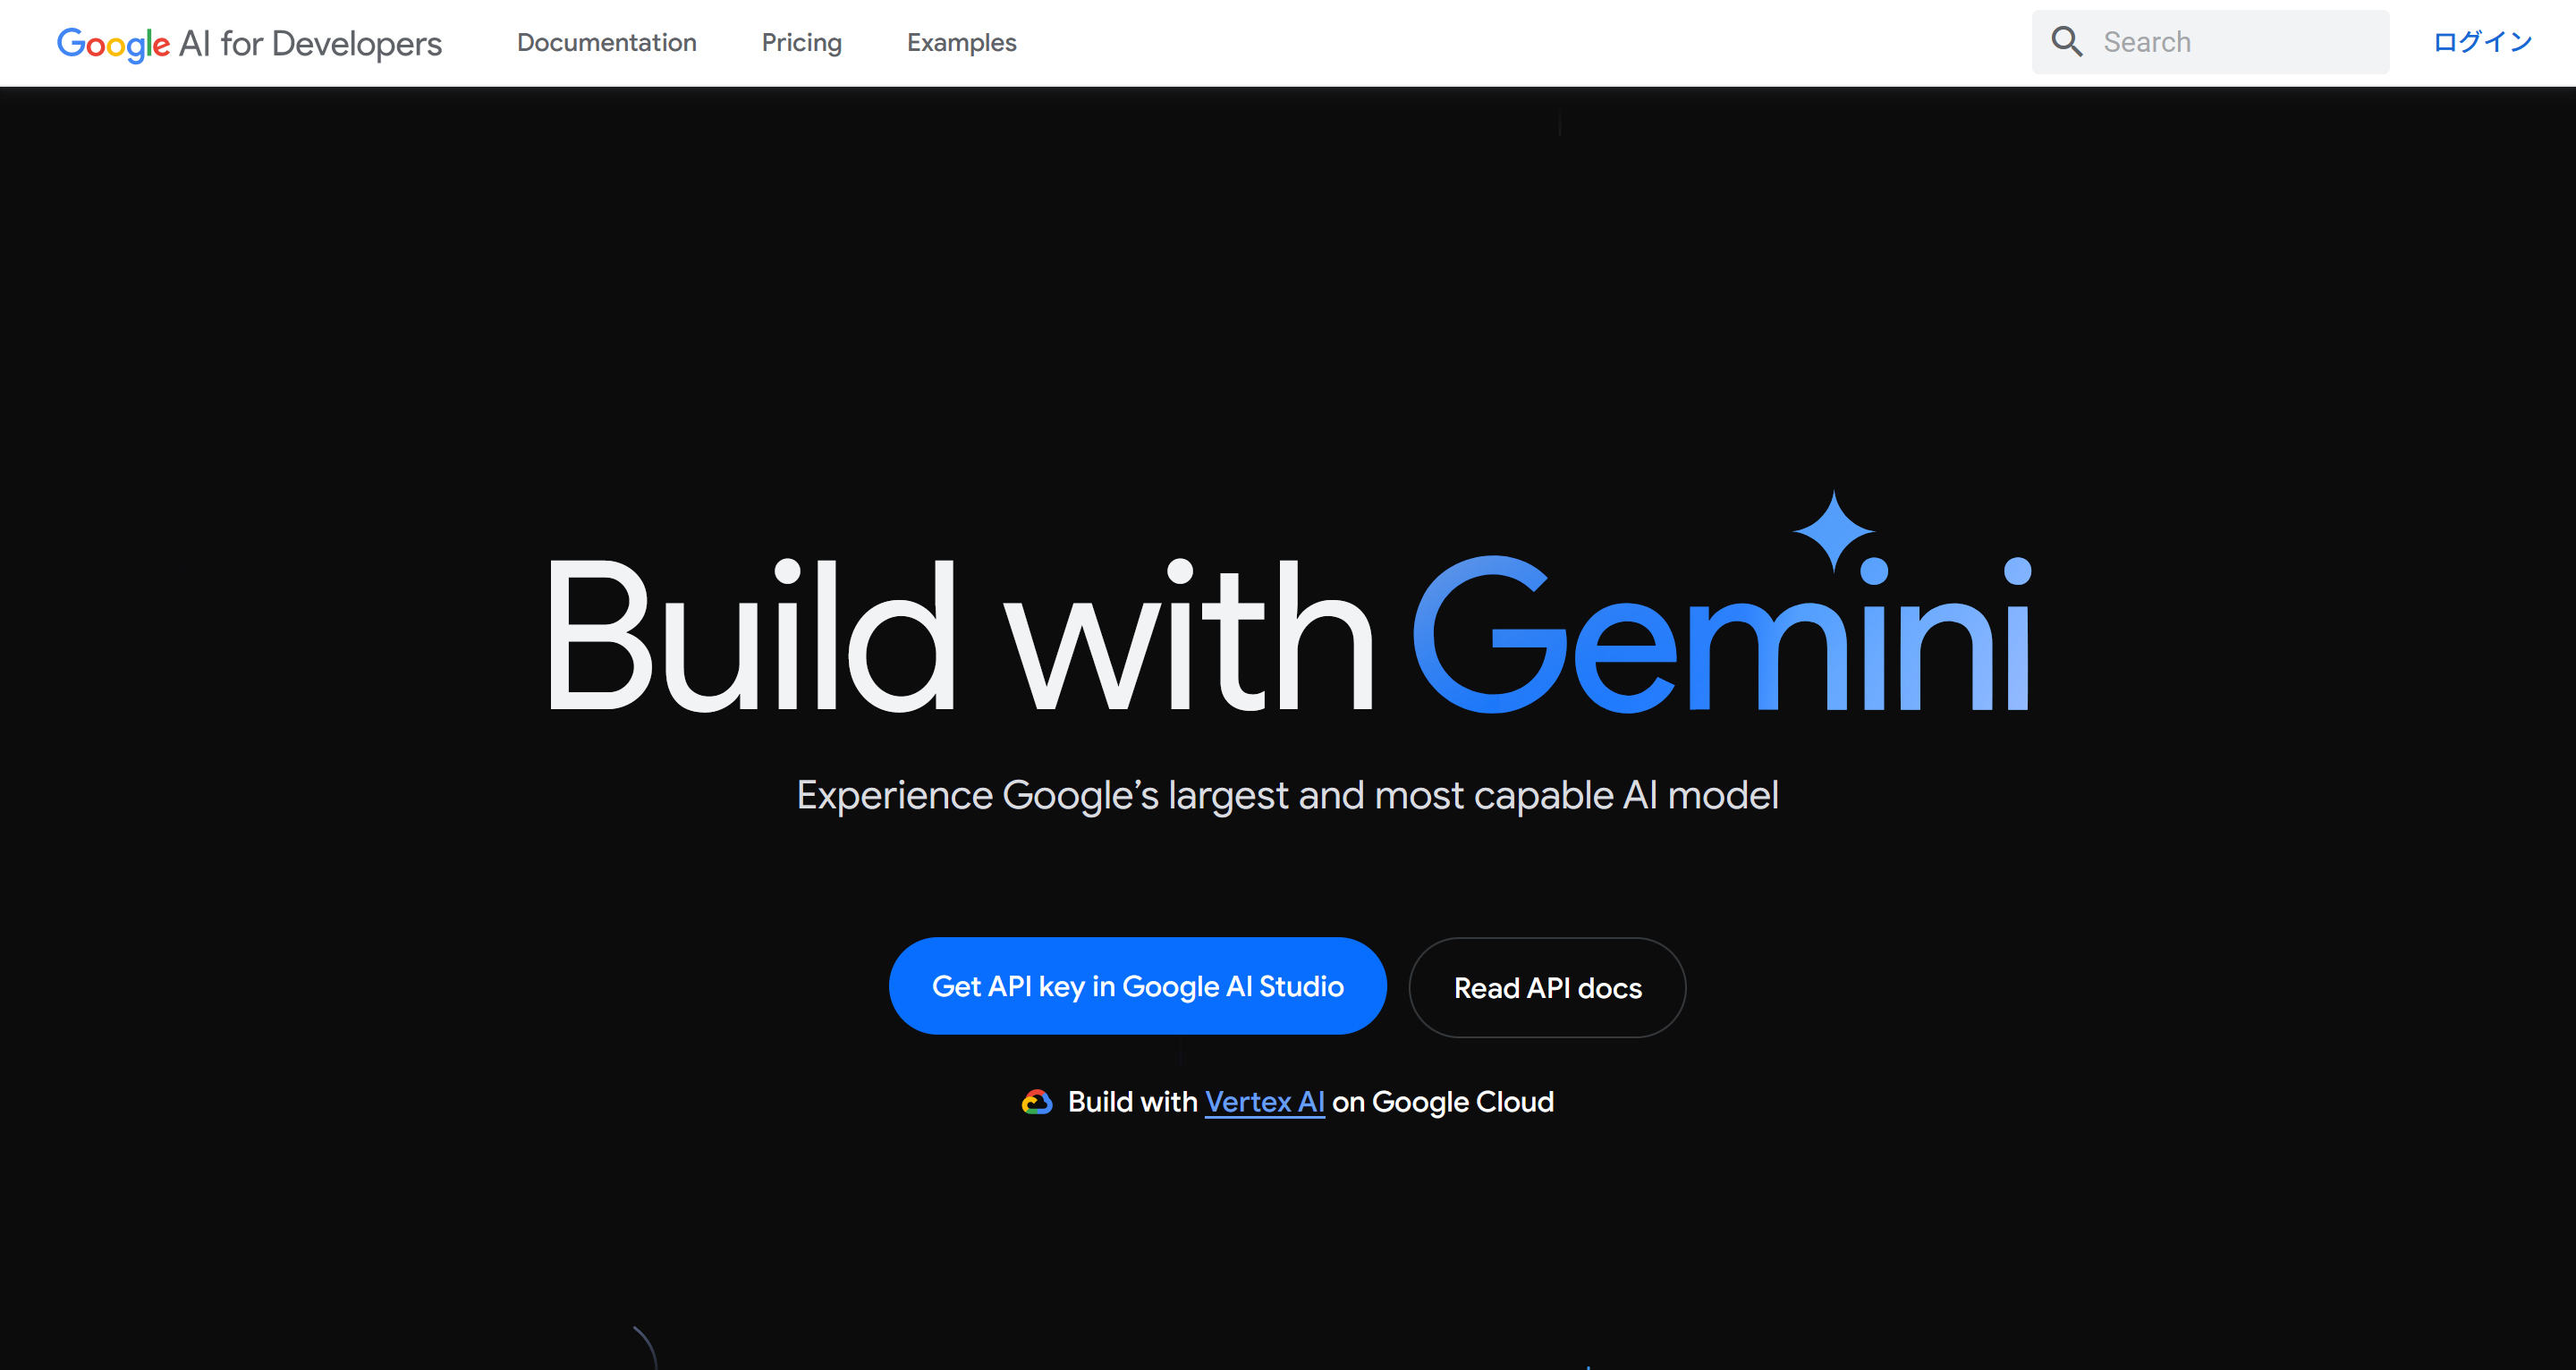 Google AI for Developers Documentation Pricing Examples Search ログイン
Build with Gemini
Experience Google’s largest and most capable AI model
Get API key in Google AI Studio Read API docs
Build with Vertex AI on Google Cloud